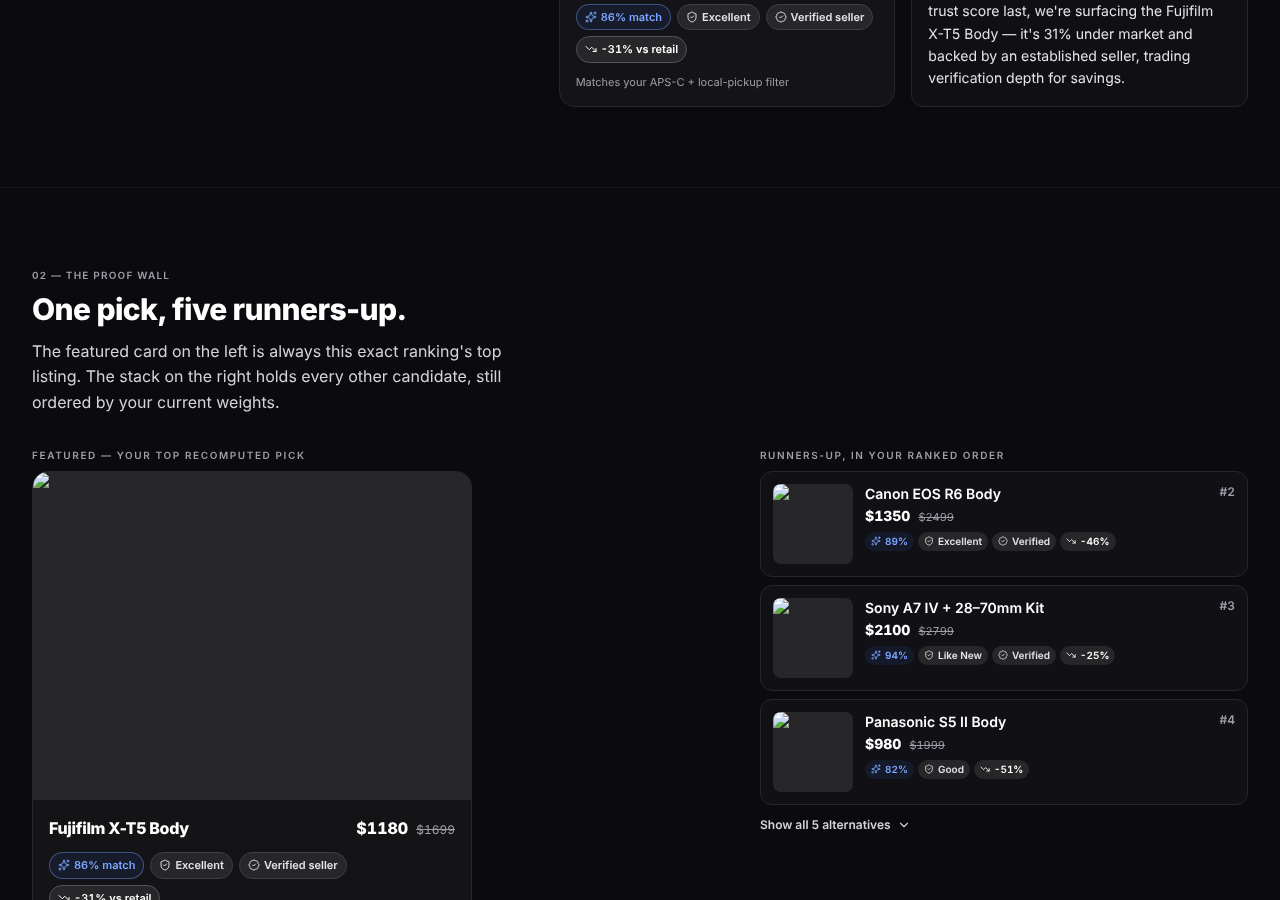 86% match
Excellent
Verified seller
-31% vs retail
Matches your APS-C + local-pickup filter
trust score last, we're surfacing the Fujifilm
X-T5 Body — it's 31% under market and
backed by an established seller, trading
verification depth for savings.
02 — THE PROOF WALL
One pick, five runners-up.
The featured card on the left is always this exact ranking's top
listing. The stack on the right holds every other candidate, still
ordered by your current weights.
FEATURED — YOUR TOP RECOMPUTED PICK
Fujifilm X-T5 Body
$1180 $1699
86% match
Excellent
Verified seller
-31% vs retail
RUNNERS-UP, IN YOUR RANKED ORDER
Canon EOS R6 Body
#2
$1350 $2499
89%
Excellent
Verified
-46%
Sony A7 IV + 28–70mm Kit
#3
$2100 $2799
94%
Like New
Verified
-25%
Panasonic S5 II Body
#4
$980 $1999
82%
Good
-51%
Show all 5 alternatives